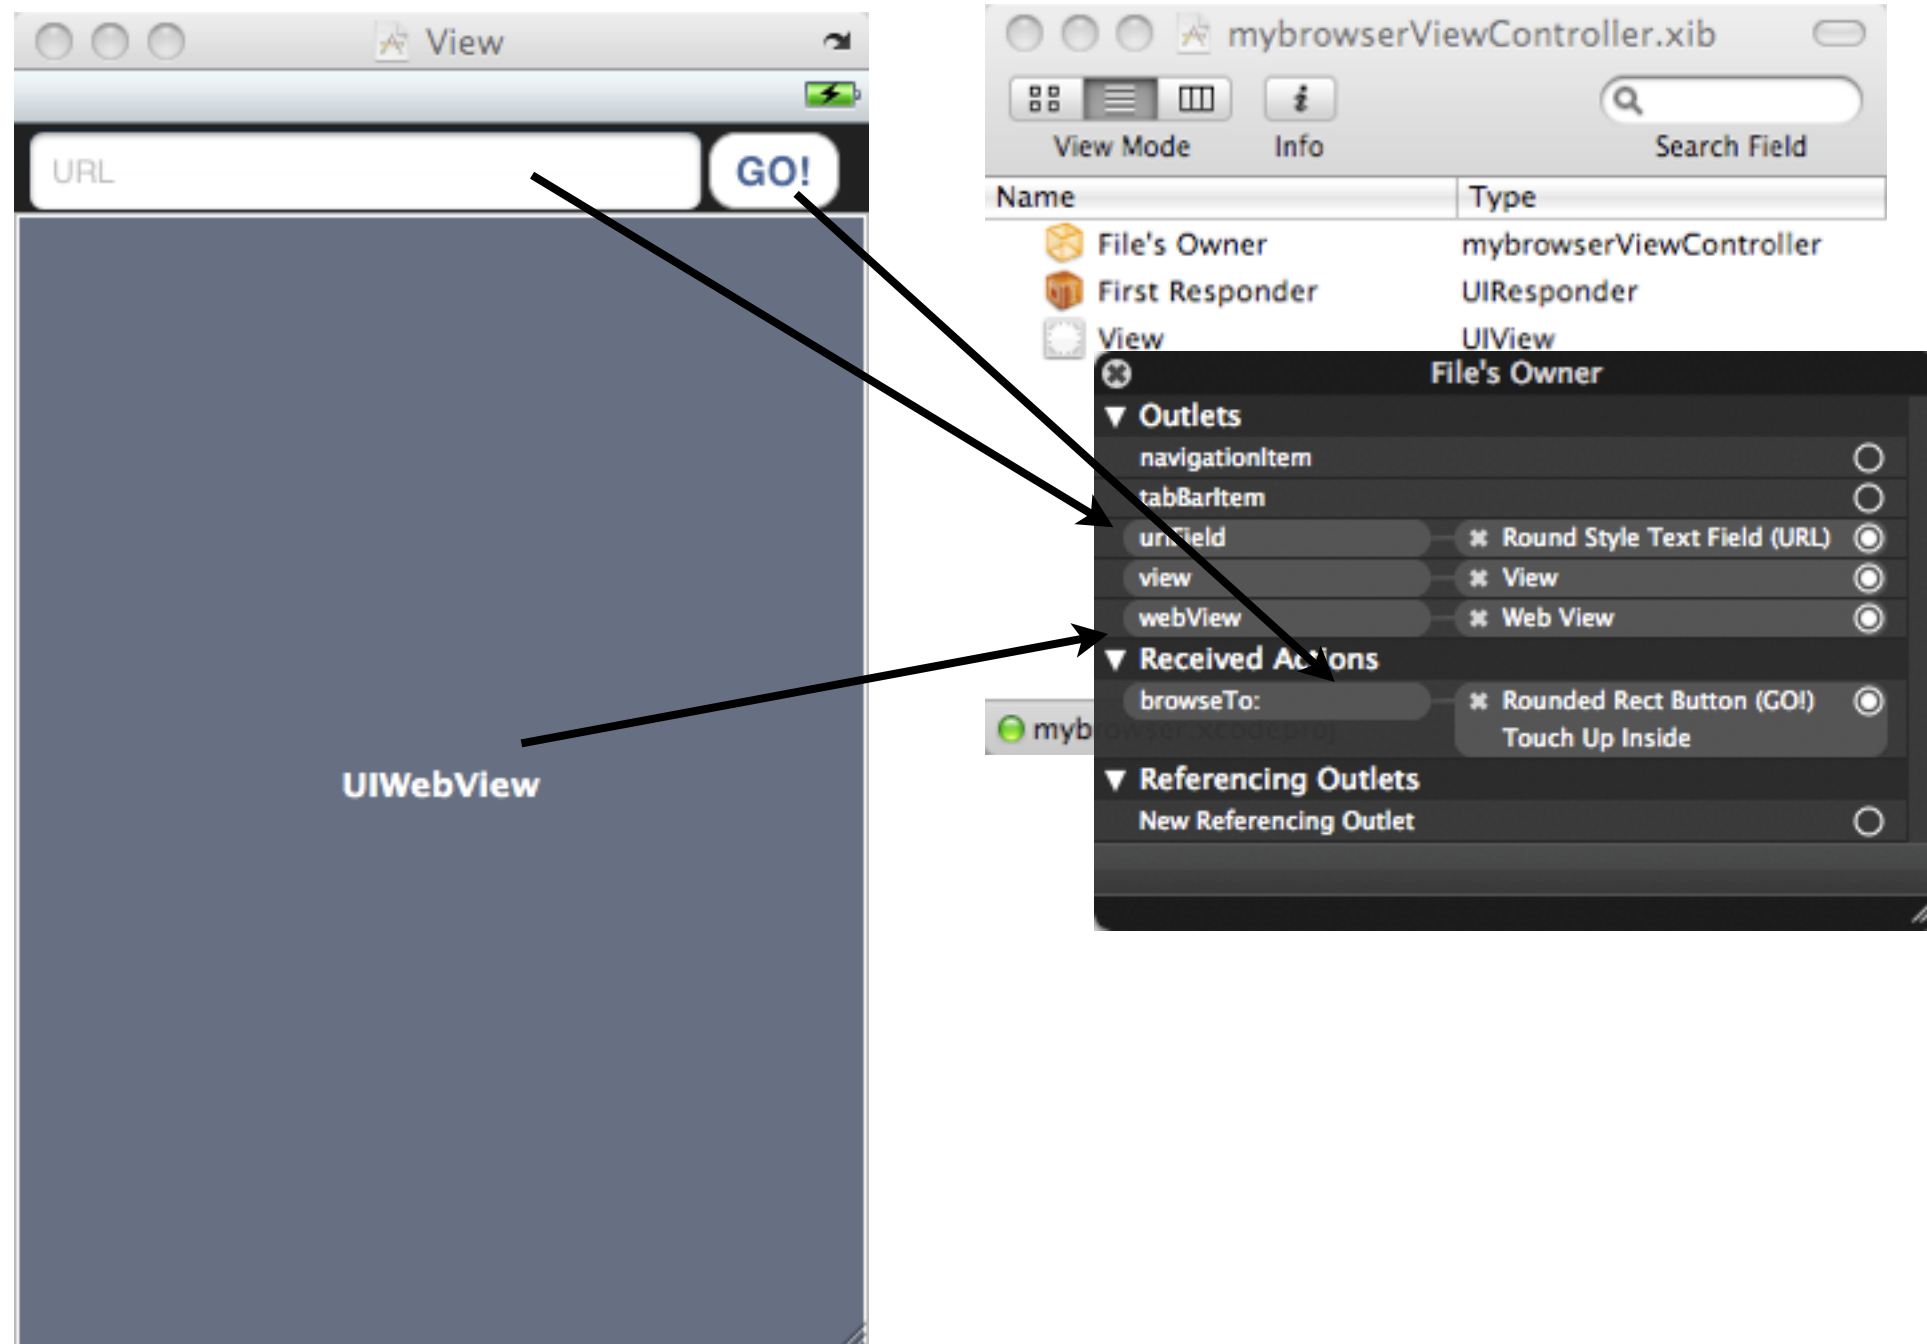 View
URL
GO!
UIWebView
mybrowserViewController.xib
View Mode Info Search Field
Name Type
File's Owner mybrowserViewController
First Responder UIResponder
View UIView
File's Owner
Outlets
navigationItem
tabBarItem
urlField Round Style Text Field (URL)
view View
webView Web View
Received Actions
browseTo: Rounded Rect Button (GO!)
Touch Up Inside
mybrowser.xcodeproj
Referencing Outlets
New Referencing Outlet